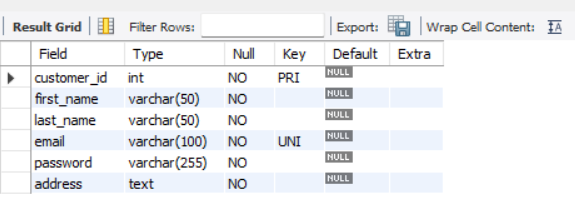 Result Grid Filter Rows: Export: Wrap Cell Content: IA
Field Type Null Key Default Extra
customer_id int NO PRI NULL
first_name varchar(50) NO NULL
last_name varchar(50) NO NULL
email varchar(100) NO UNI NULL
password varchar(255) NO NULL
address text NO NULL